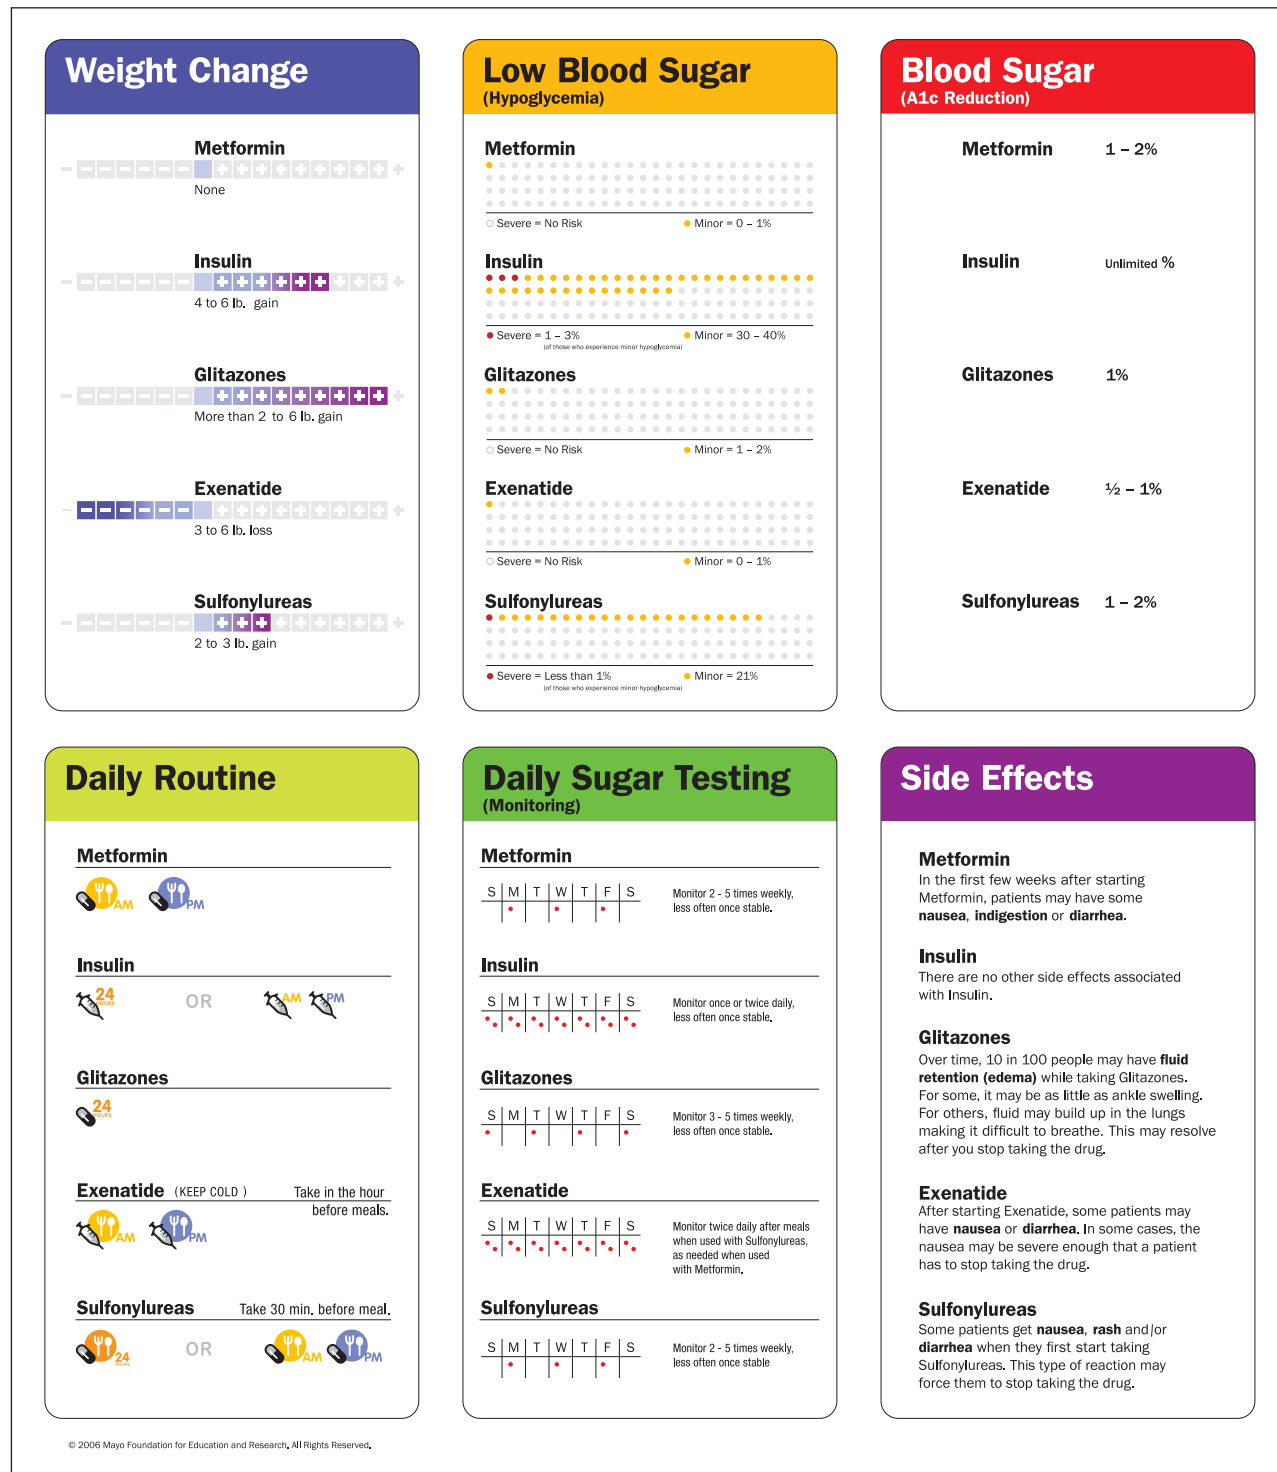 Weight Change
Metformin
None
Insulin
4 to 6 lb. gain
Glitazones
More than 2 to 6 lb. gain
Exenatide
3 to 6 lb. loss
Sulfonylureas
2 to 3 lb. gain
Low Blood Sugar
(Hypoglycemia)
Metformin
Severe = No Risk Minor = 0 – 1%
Insulin
Severe = 1 – 3% Minor = 30 – 40%
(of those who experience minor hypoglycemia)
Glitazones
Severe = No Risk Minor = 1 – 2%
Exenatide
Severe = No Risk Minor = 0 – 1%
Sulfonylureas
Severe = Less than 1% Minor = 21%
(of those who experience minor hypoglycemia)
Blood Sugar
(A1c Reduction)
Metformin 1 – 2%
Insulin Unlimited %
Glitazones 1%
Exenatide ½ – 1%
Sulfonylureas 1 – 2%
Daily Routine
Metformin
AM PM
Insulin
24 HOURS OR AM PM
Glitazones
24 HOURS
Exenatide (KEEP COLD ) Take in the hour
before meals.
AM PM
Sulfonylureas Take 30 min. before meal.
24 HOURS OR AM PM
Daily Sugar Testing
(Monitoring)
Metformin
S M T W T F S
Monitor 2 - 5 times weekly,
less often once stable.
Insulin
S M T W T F S
Monitor once or twice daily,
less often once stable.
Glitazones
S M T W T F S
Monitor 3 - 5 times weekly,
less often once stable.
Exenatide
S M T W T F S
Monitor twice daily after meals
when used with Sulfonylureas,
as needed when used
with Metformin.
Sulfonylureas
S M T W T F S
Monitor 2 - 5 times weekly,
less often once stable
Side Effects
Metformin
In the first few weeks after starting
Metformin, patients may have some
nausea, indigestion or diarrhea.
Insulin
There are no other side effects associated
with Insulin.
Glitazones
Over time, 10 in 100 people may have fluid
retention (edema) while taking Glitazones.
For some, it may be as little as ankle swelling.
For others, fluid may build up in the lungs
making it difficult to breathe. This may resolve
after you stop taking the drug.
Exenatide
After starting Exenatide, some patients may
have nausea or diarrhea. In some cases, the
nausea may be severe enough that a patient
has to stop taking the drug.
Sulfonylureas
Some patients get nausea, rash and/or
diarrhea when they first start taking
Sulfonylureas. This type of reaction may
force them to stop taking the drug.
© 2006 Mayo Foundation for Education and Research. All Rights Reserved.